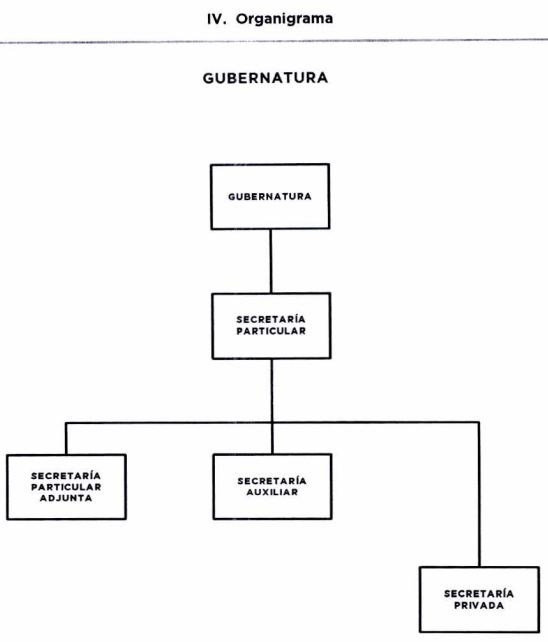 IV. Organigrama
GUBERNATURA
GUBERNATURA
SECRETARÍA
PARTICULAR
SECRETARÍA
PARTICULAR
ADJUNTA
SECRETARÍA
AUXILIAR
SECRETARÍA
PRIVADA